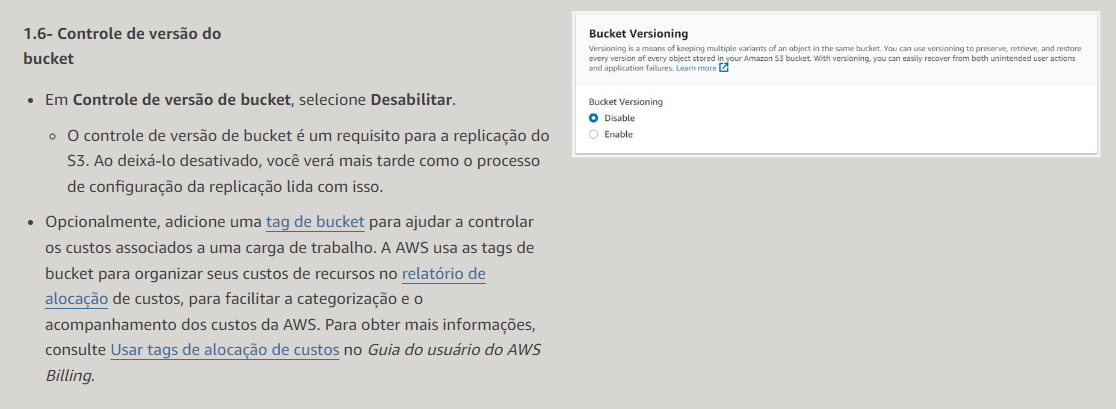 1.6- Controle de versão do
bucket
• Em Controle de versão de bucket, selecione Desabilitar.
○ O controle de versão de bucket é um requisito para a replicação do
S3. Ao deixá-lo desativado, você verá mais tarde como o processo
de configuração da replicação lida com isso.
• Opcionalmente, adicione uma tag de bucket para ajudar a controlar
os custos associados a uma carga de trabalho. A AWS usa as tags de
bucket para organizar seus custos de recursos no relatório de
alocação de custos, para facilitar a categorização e o
acompanhamento dos custos da AWS. Para obter mais informações,
consulte Usar tags de alocação de custos no Guia do usuário do AWS
Billing.
Bucket Versioning
Versioning is a means of keeping multiple variants of an object in the same bucket. You can use versioning to preserve, retrieve, and restore
every version of every object stored in your Amazon S3 bucket. With versioning, you can easily recover from both unintended user actions
and application failures. Learn more
Bucket Versioning
Disable
Enable